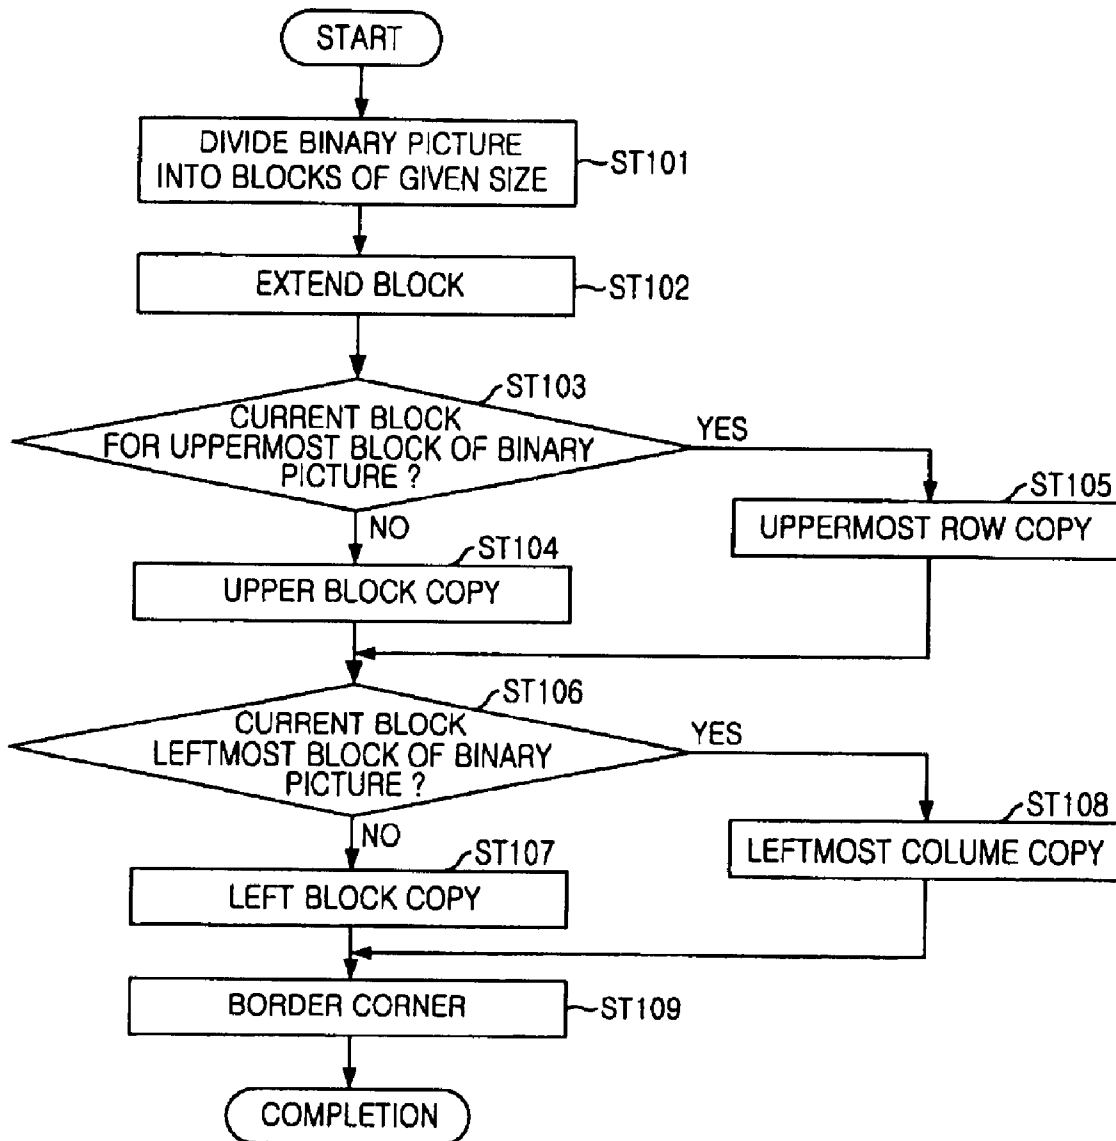 START
DIVIDE BINARY PICTURE
INTO BLOCKS OF GIVEN SIZE
ST101
EXTEND BLOCK
ST102
ST103
CURRENT BLOCK
FOR UPPERMOST BLOCK OF BINARY
PICTURE ?
YES
NO
ST105
UPPERMOST ROW COPY
ST104
UPPER BLOCK COPY
ST106
CURRENT BLOCK
LEFTMOST BLOCK OF BINARY
PICTURE ?
YES
NO
ST108
LEFTMOST COLUME COPY
ST107
LEFT BLOCK COPY
BORDER CORNER
ST109
COMPLETION